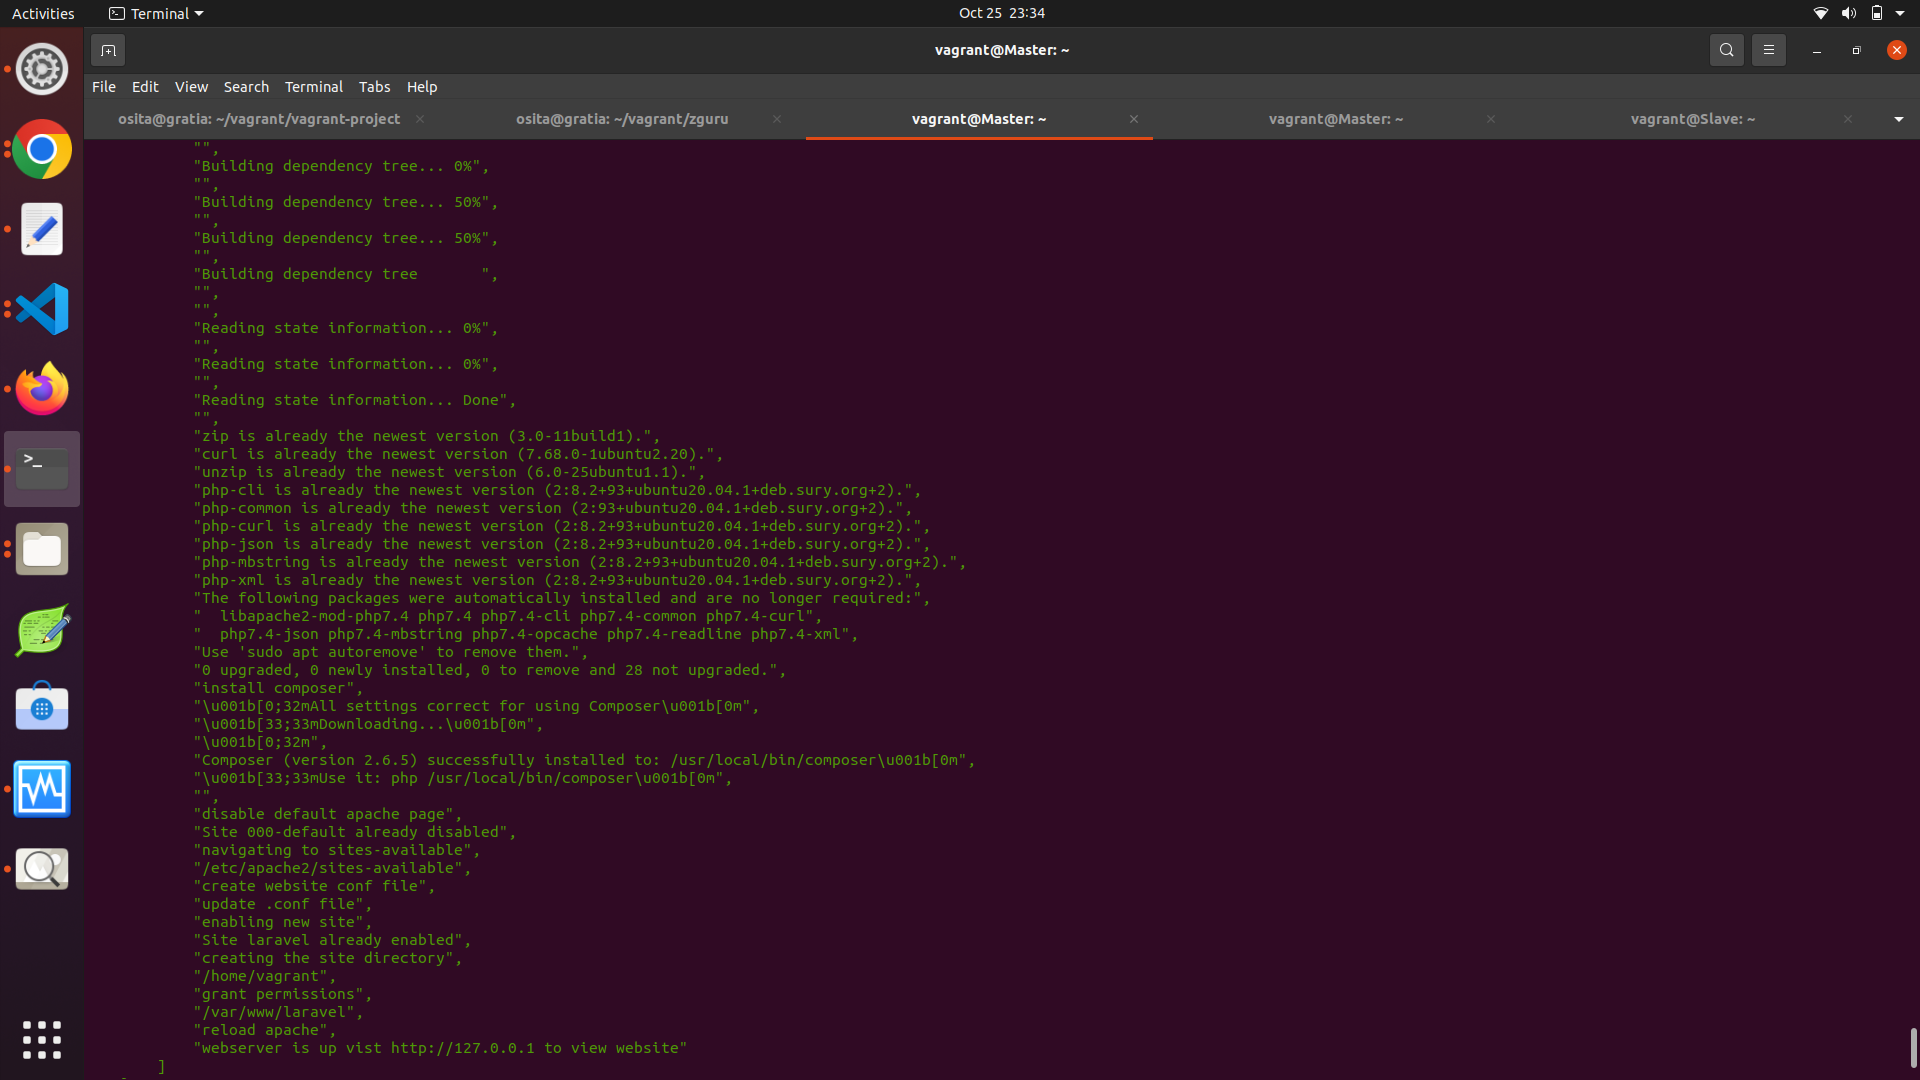 Activities
Terminal
Oct 25 23:34
vagrant@Master: ~
File Edit View Search Terminal Tabs Help
osita@gratia: ~/vagrant/vagrant-project
osita@gratia: ~/vagrant/zguru
vagrant@Master: ~
vagrant@Master: ~
vagrant@Slave: ~
"",
"Building dependency tree... 0%",
"",
"Building dependency tree... 50%",
"",
"Building dependency tree... 50%",
"",
"Building dependency tree       ",
"",
"",
"Reading state information... 0%",
"",
"Reading state information... 0%",
"",
"Reading state information... Done",
"",
"zip is already the newest version (3.0-11build1).",
"curl is already the newest version (7.68.0-1ubuntu2.20).",
"unzip is already the newest version (6.0-25ubuntu1.1).",
"php-cli is already the newest version (2:8.2+93+ubuntu20.04.1+deb.sury.org+2).",
"php-common is already the newest version (2:93+ubuntu20.04.1+deb.sury.org+2).",
"php-curl is already the newest version (2:8.2+93+ubuntu20.04.1+deb.sury.org+2).",
"php-json is already the newest version (2:8.2+93+ubuntu20.04.1+deb.sury.org+2).",
"php-mbstring is already the newest version (2:8.2+93+ubuntu20.04.1+deb.sury.org+2).",
"php-xml is already the newest version (2:8.2+93+ubuntu20.04.1+deb.sury.org+2).",
"The following packages were automatically installed and are no longer required:",
"  libapache2-mod-php7.4 php7.4 php7.4-cli php7.4-common php7.4-curl",
"  php7.4-json php7.4-mbstring php7.4-opcache php7.4-readline php7.4-xml",
"Use 'sudo apt autoremove' to remove them.",
"0 upgraded, 0 newly installed, 0 to remove and 28 not upgraded.",
"install composer",
"\u001b[0;32mAll settings correct for using Composer\u001b[0m",
"\u001b[33;33mDownloading...\u001b[0m",
"\u001b[0;32m",
"Composer (version 2.6.5) successfully installed to: /usr/local/bin/composer\u001b[0m",
"\u001b[33;33mUse it: php /usr/local/bin/composer\u001b[0m",
"",
"disable default apache page",
"Site 000-default already disabled",
"navigating to sites-available",
"/etc/apache2/sites-available",
"create website conf file",
"update .conf file",
"enabling new site",
"Site laravel already enabled",
"creating the site directory",
"/home/vagrant",
"grant permissions",
"/var/www/laravel",
"reload apache",
"webserver is up vist http://127.0.0.1 to view website"
]